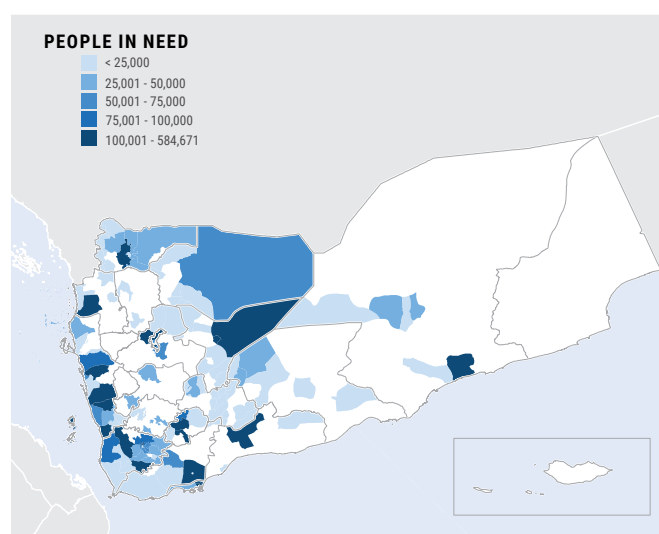 PEOPLE IN NEED
< 25,000
25,001 - 50,000
50,001 - 75,000
75,001 - 100,000
100,001 - 584,671